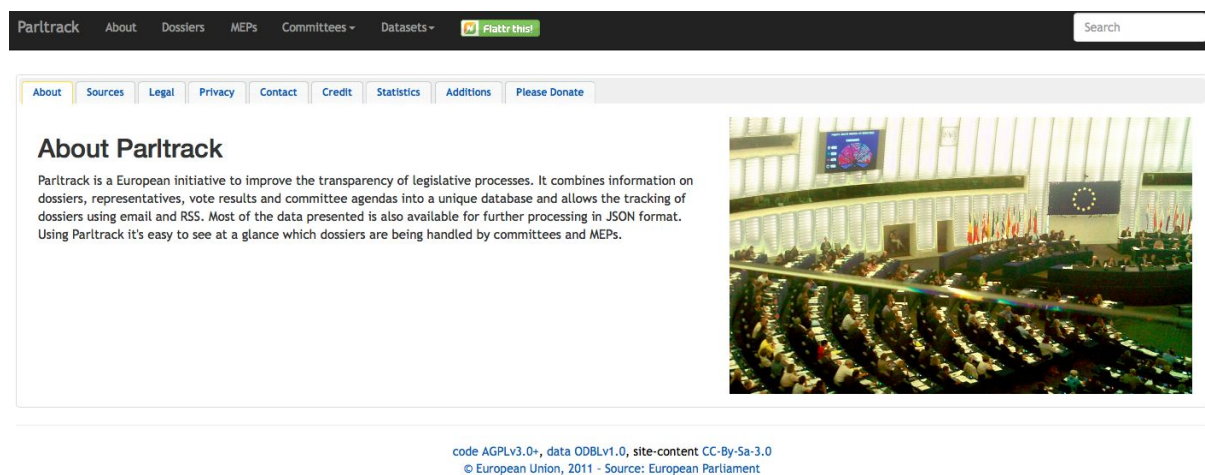 Parltrack About Dossiers MEPs Committees Datasets Flattr this! Search
About Sources Legal Privacy Contact Credit Statistics Additions Please Donate
About Parltrack
Parltrack is a European initiative to improve the transparency of legislative processes. It combines information on
dossiers, representatives, vote results and committee agendas into a unique database and allows the tracking of
dossiers using email and RSS. Most of the data presented is also available for further processing in JSON format.
Using Parltrack it's easy to see at a glance which dossiers are being handled by committees and MEPs.
code AGPLv3.0+, data ODBLv1.0, site-content CC-By-Sa-3.0
© European Union, 2011 - Source: European Parliament